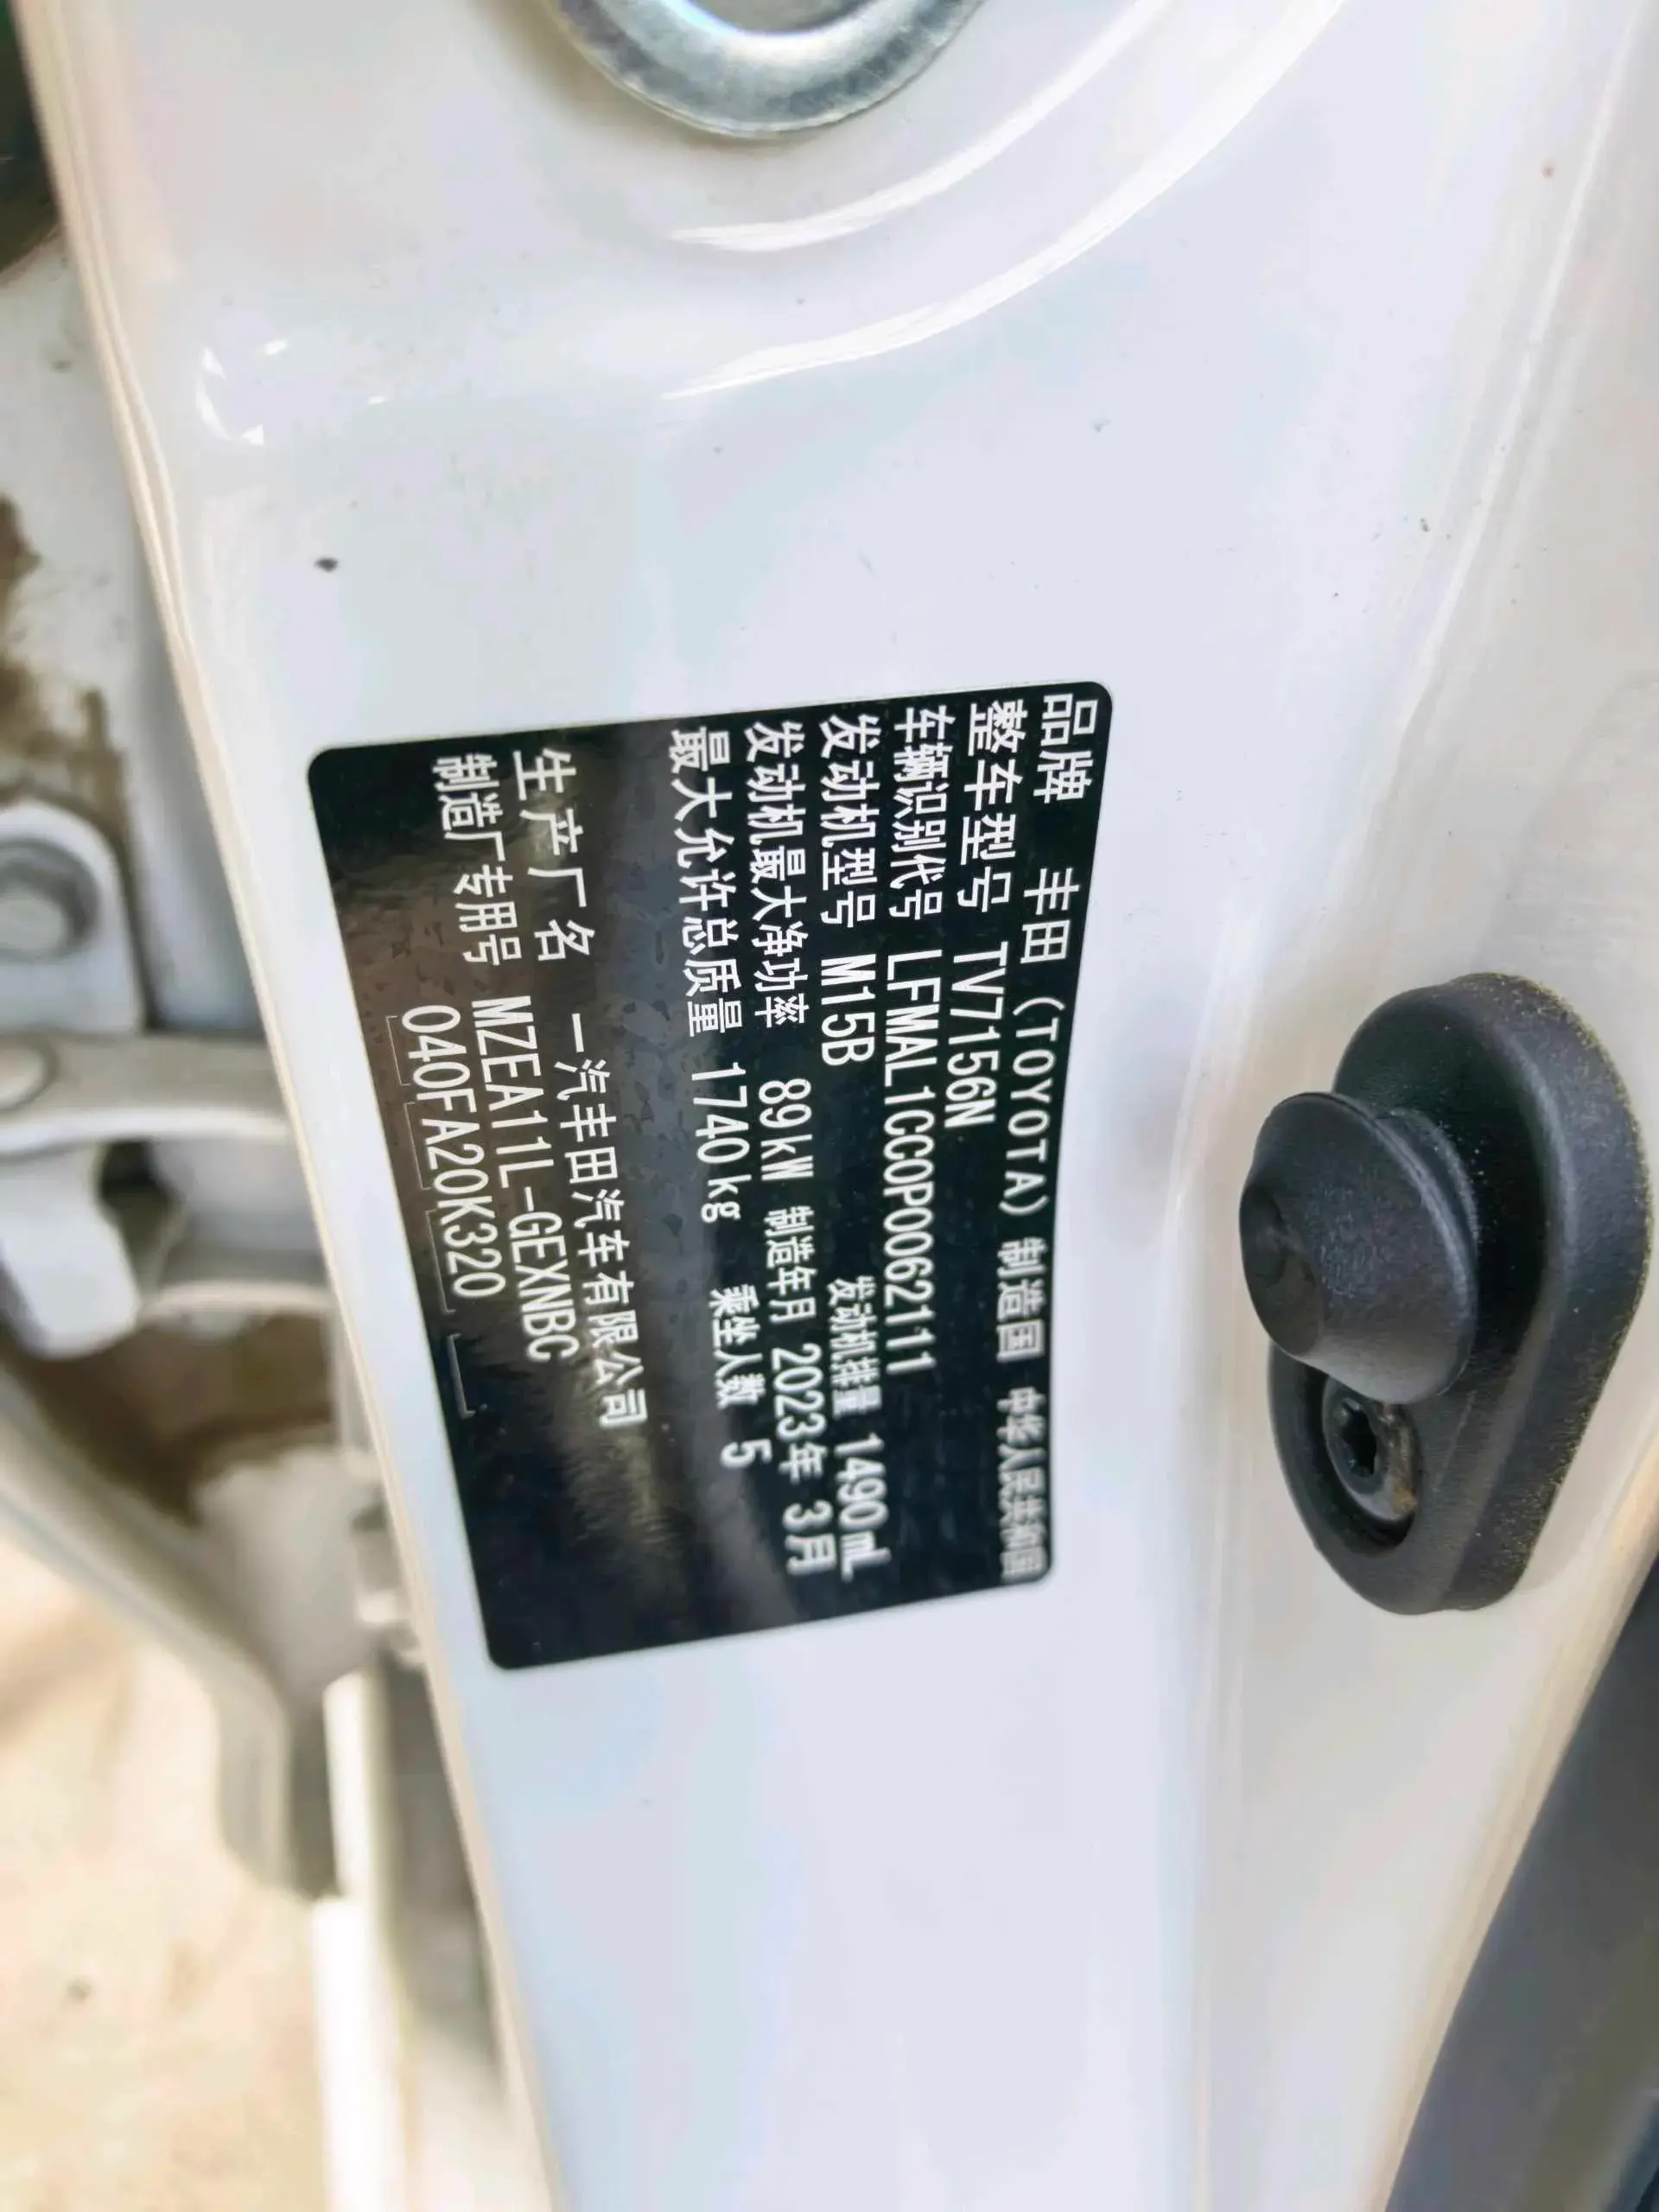 品牌 丰田（TOYOTA） 制造国 中华人民共和国
整车型号 TV7156N
车辆识别代号 LFMAL1CC0P0062111
发动机型号 M15B 发动机排量 1490mL
发动机最大净功率 89kW 制造年月 2023年 3月
最大允许总质量 1740kg 乘坐人数 5
生产厂名 一汽丰田汽车有限公司
制造厂专用号 MZEA11L-GEXNBC
040FA20K320